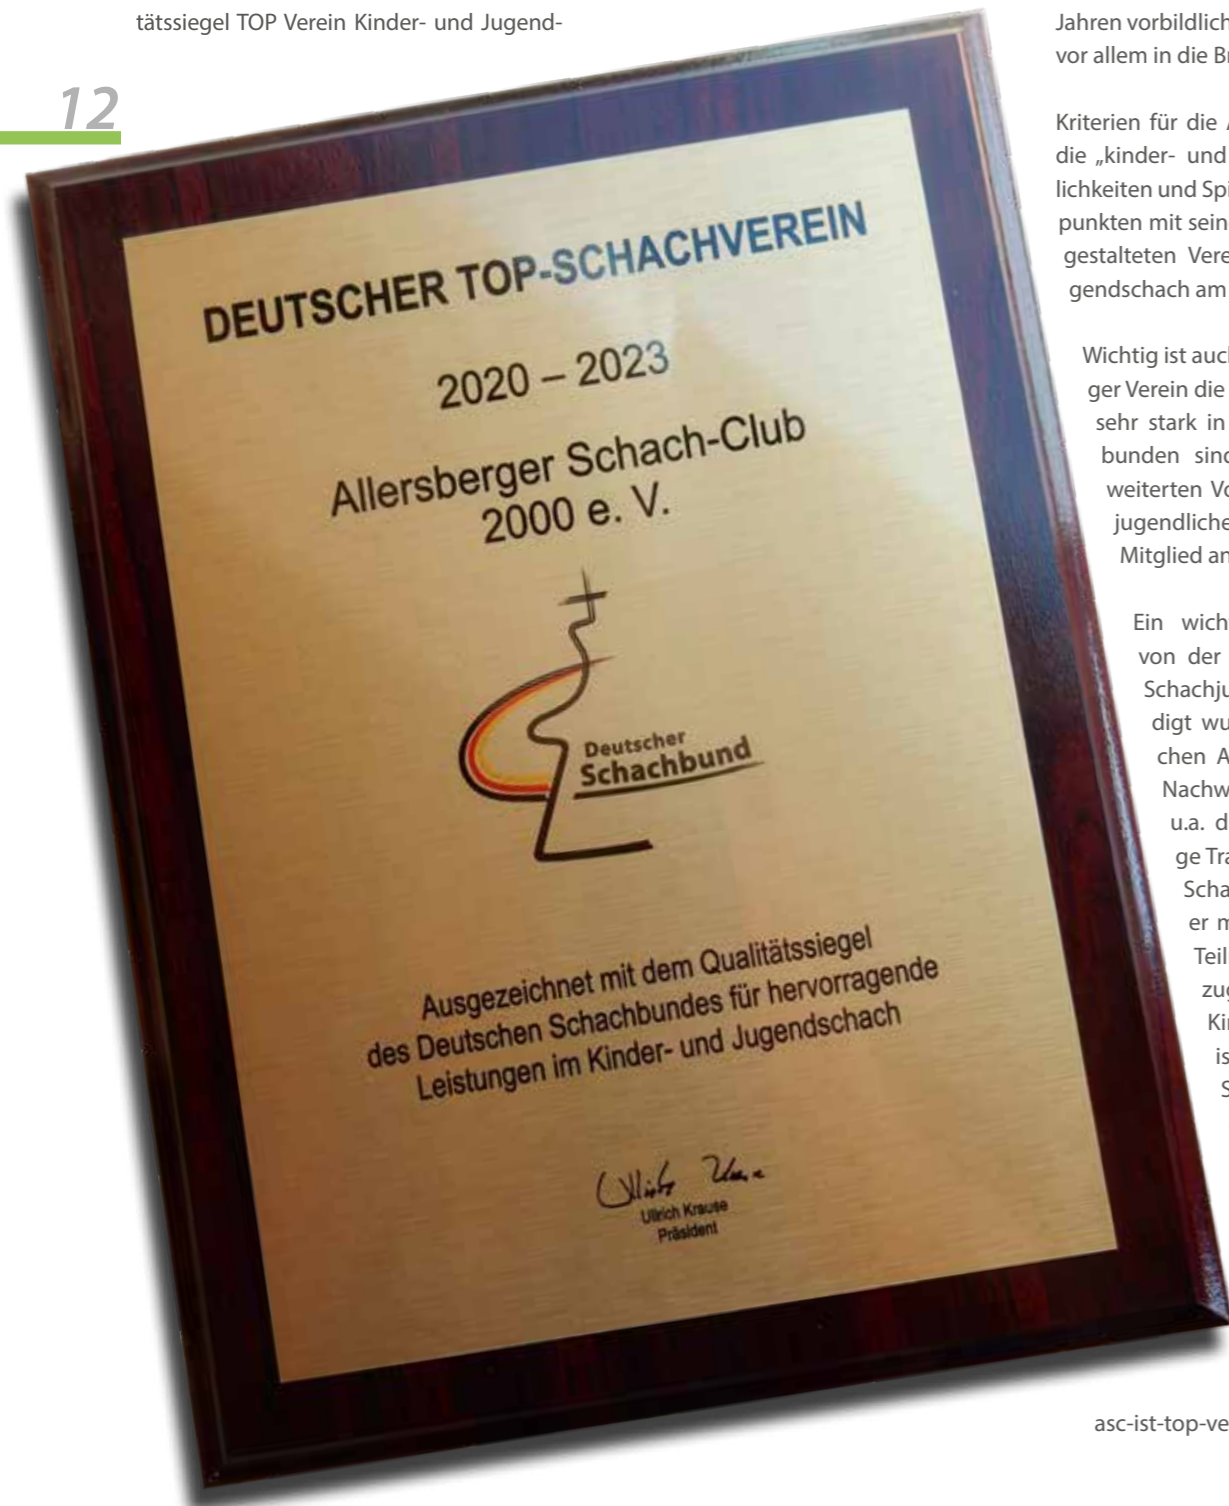 tätssiegel TOP Verein Kinder- und Jugend-
12
DEUTSCHER TOP-SCHACHVEREIN
2020 – 2023
Allersberger Schach-Club
2000 e. V.
Deutscher
Schachbund
Ausgezeichnet mit dem Qualitätssiegel
des Deutschen Schachbundes für hervorragende
Leistungen im Kinder- und Jugendschach
Ullrich Krause
Präsident
Jahren vorbildlich
vor allem in die Br
Kriterien für die
die „kinder- und
lichkeiten und Spi
punkten mit sein
gestalteten Vere
gendschach am
Wichtig ist auch
ger Verein die
sehr stark in
bunden sind
weiterten Vo
jugendliche
Mitglied an
Ein wich
von der
Schachju
digt wu
chen A
Nachw
u.a. d
ge Tra
Scha
er m
Teil
zug
Kin
is
S
asc-ist-top-ve